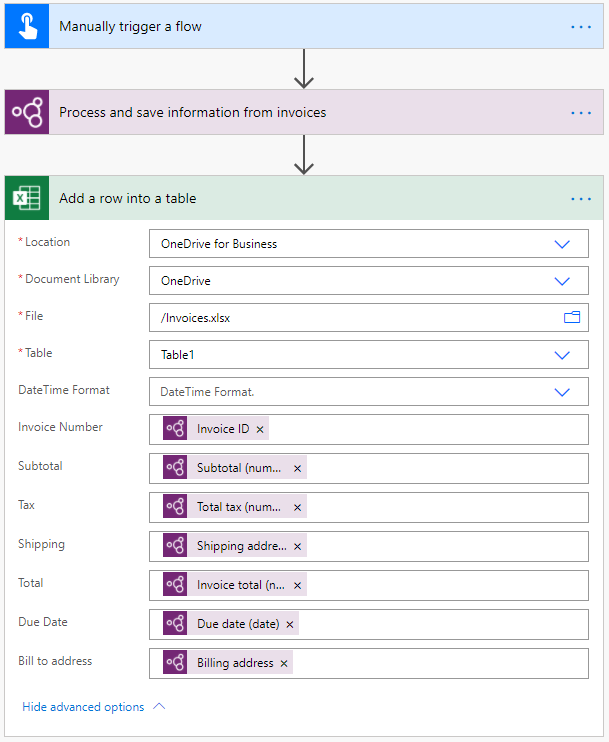 Manually trigger a flow
Process and save information from invoices
Add a row into a table
* Location OneDrive for Business
* Document Library OneDrive
* File /Invoices.xlsx
* Table Table1
DateTime Format DateTime Format.
Invoice Number Invoice ID ×
Subtotal Subtotal (num... ×
Tax Total tax (num... ×
Shipping Shipping addre... ×
Total Invoice total (n... ×
Due Date Due date (date) ×
Bill to address Billing address ×
Hide advanced options